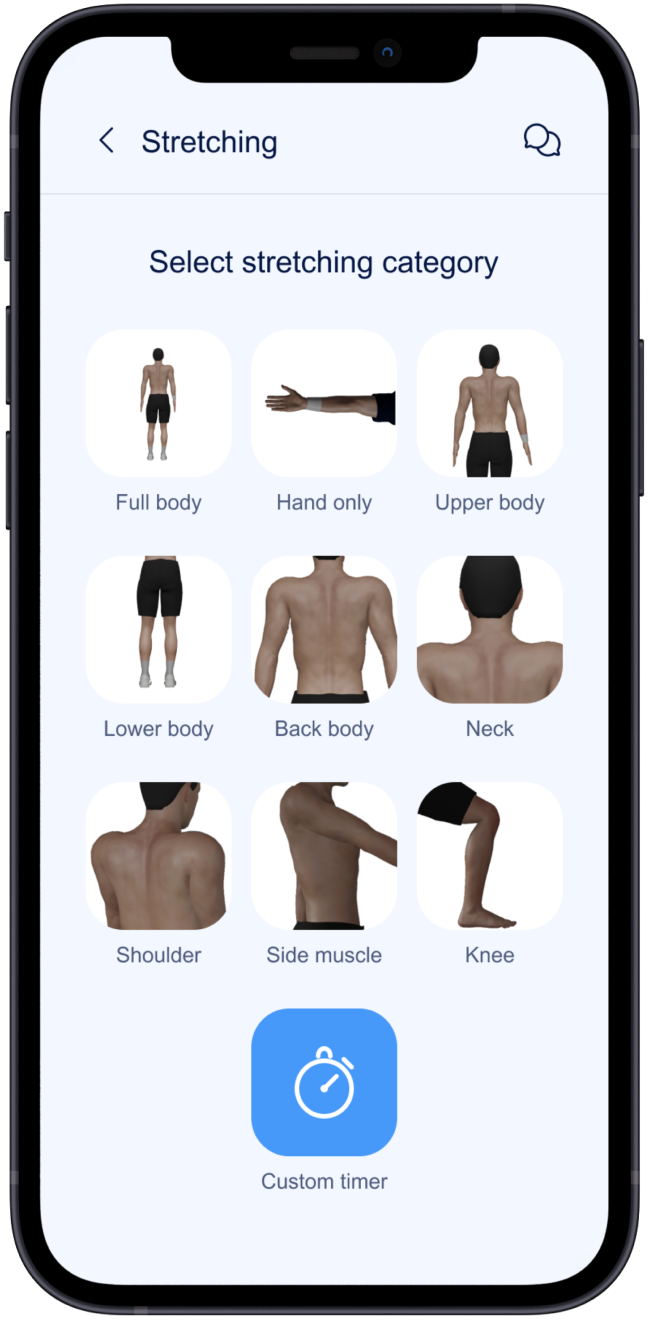 Stretching
Select stretching category
Full body
Hand only
Upper body
Lower body
Back body
Neck
Shoulder
Side muscle
Knee
Custom timer